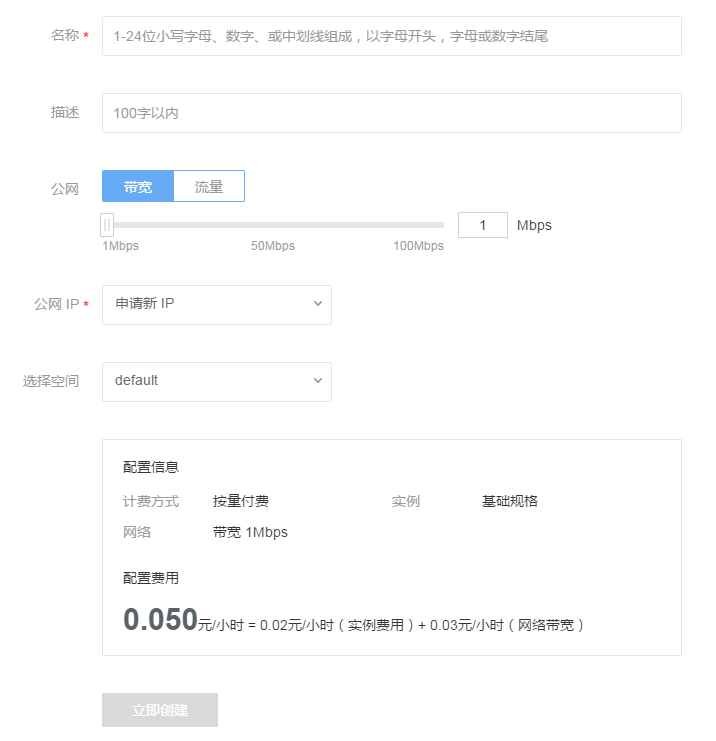 名称 * 1-24位小写字母、数字、或中划线组成，以字母开头，字母或数字结尾
描述 100字以内
公网 带宽 流量
1 Mbps
1Mbps 50Mbps 100Mbps
公网 IP * 申请新 IP
选择空间 default
配置信息
计费方式 按量付费 实例 基础规格
网络 带宽 1Mbps
配置费用
0.050元/小时 = 0.02元/小时（实例费用）+ 0.03元/小时（网络带宽）
立即创建